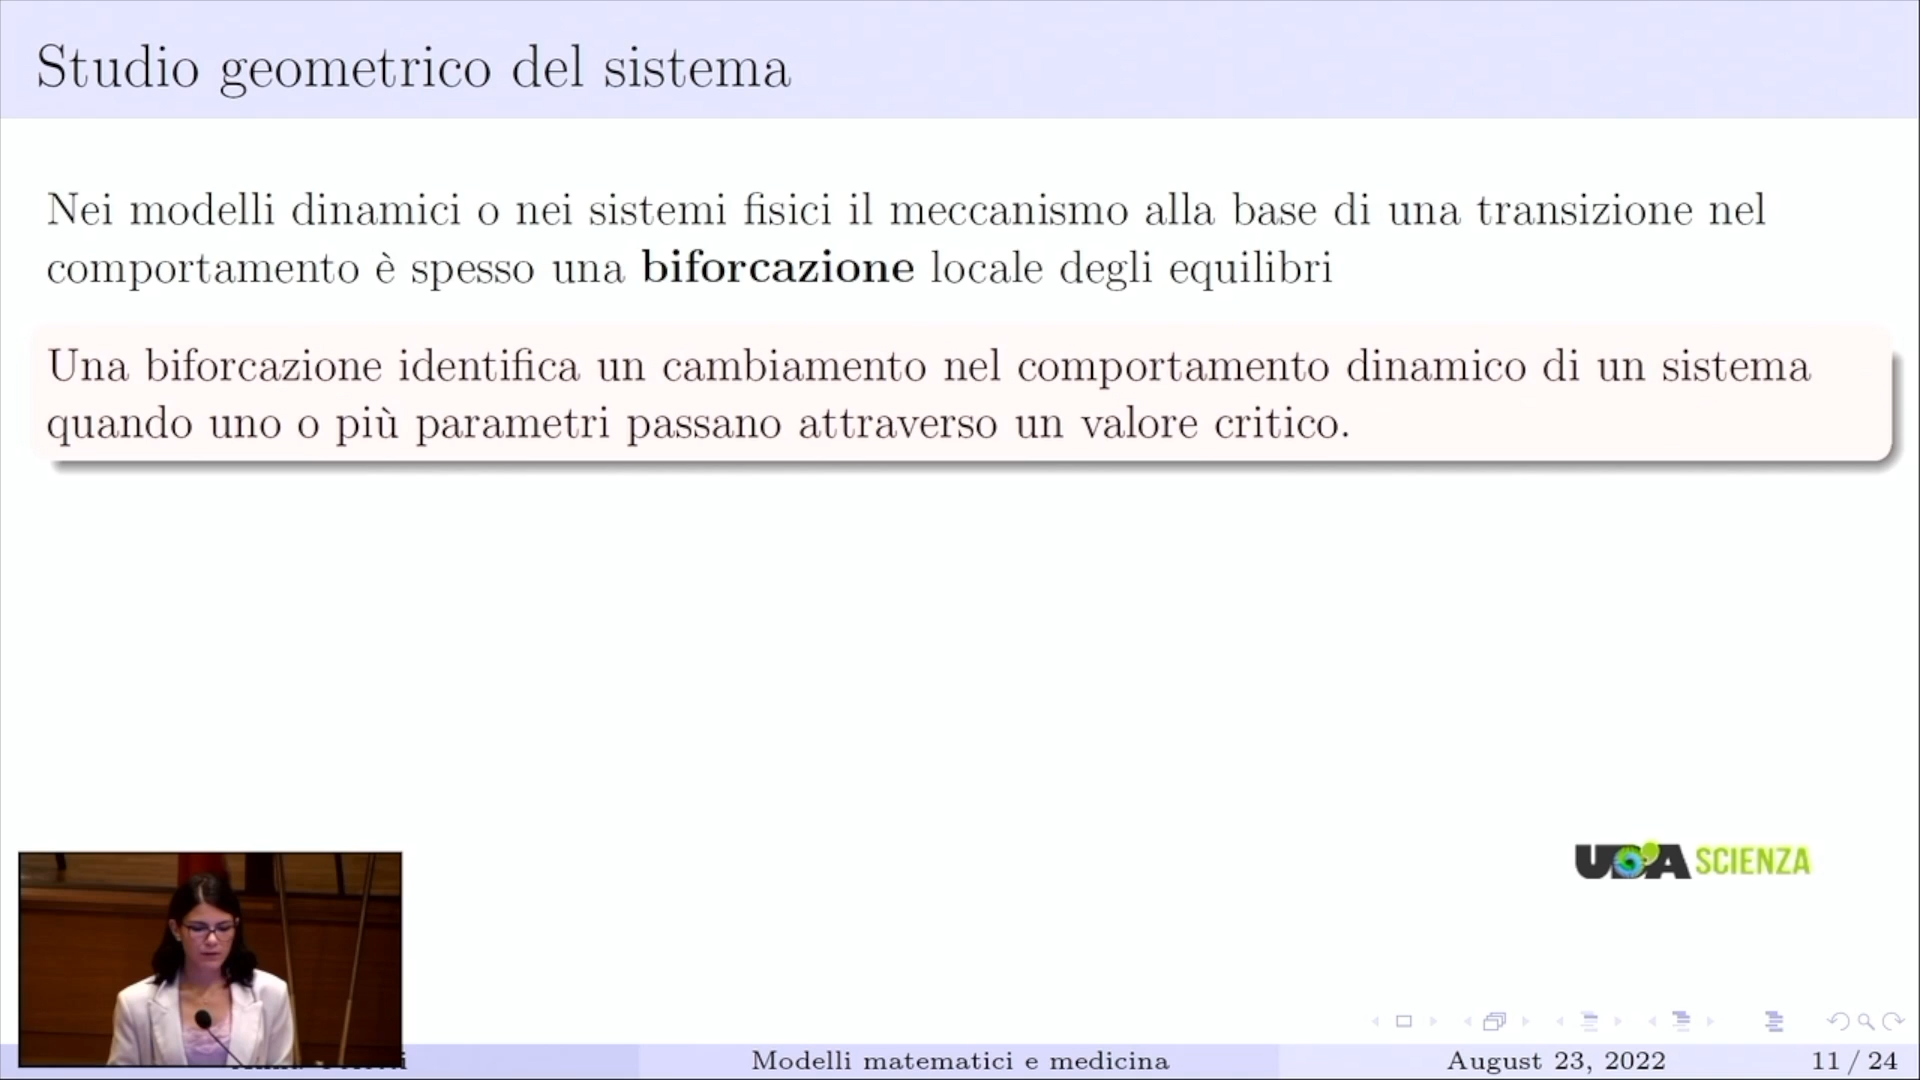 Studio geometrico del sistema
Nei modelli dinamici o nei sistemi fisici il meccanismo alla base di una transizione nel
comportamento è spesso una biforcazione locale degli equilibri
Una biforcazione identifica un cambiamento nel comportamento dinamico di un sistema
quando uno o più parametri passano attraverso un valore critico.
SCIENZA
Modelli matematici e medicina
August 23, 2022
11 / 24